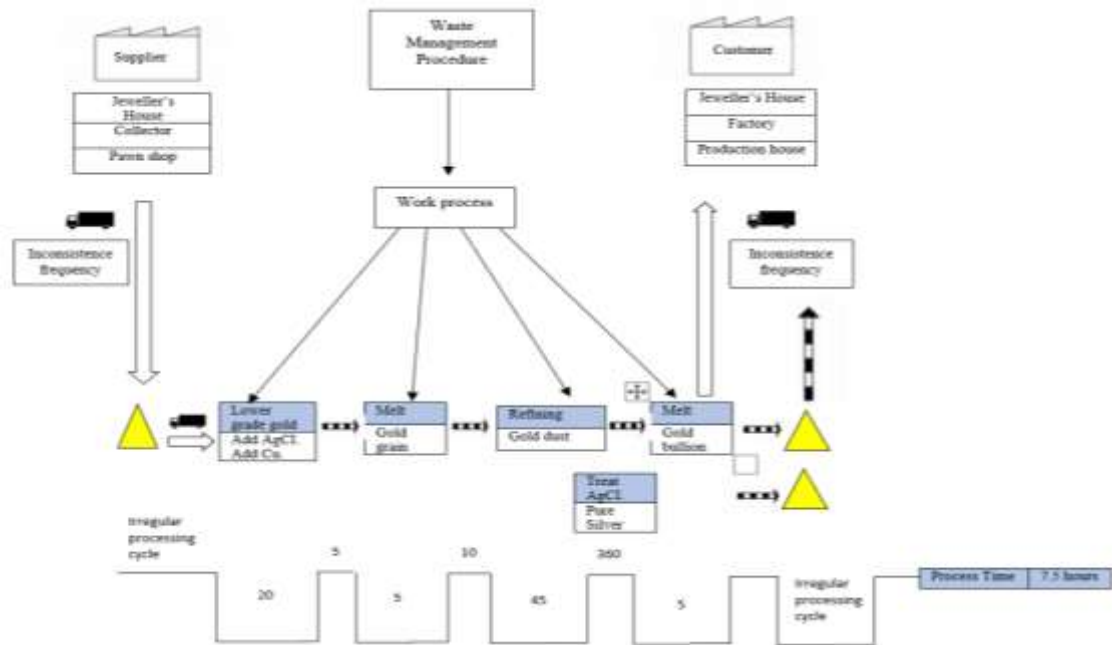 Supplier
Jeweller's
House
Collector
Pawn shop
Waste
Management
Procedure
Customer
Jeweller's House
Factory
Production house
Work process
Inconsistence
frequency
Inconsistence
frequency
Lower
grade gold
Add AgCl.
Add Cu.
Melt
Gold
grain
Refining
Gold dust
Melt
Gold
bullion
Treat
AgCl.
Pure
Silver
Irregular
processing
cycle
5
10
360
20
5
45
5
Irregular
processing
cycle
Process Time
7.5 hours